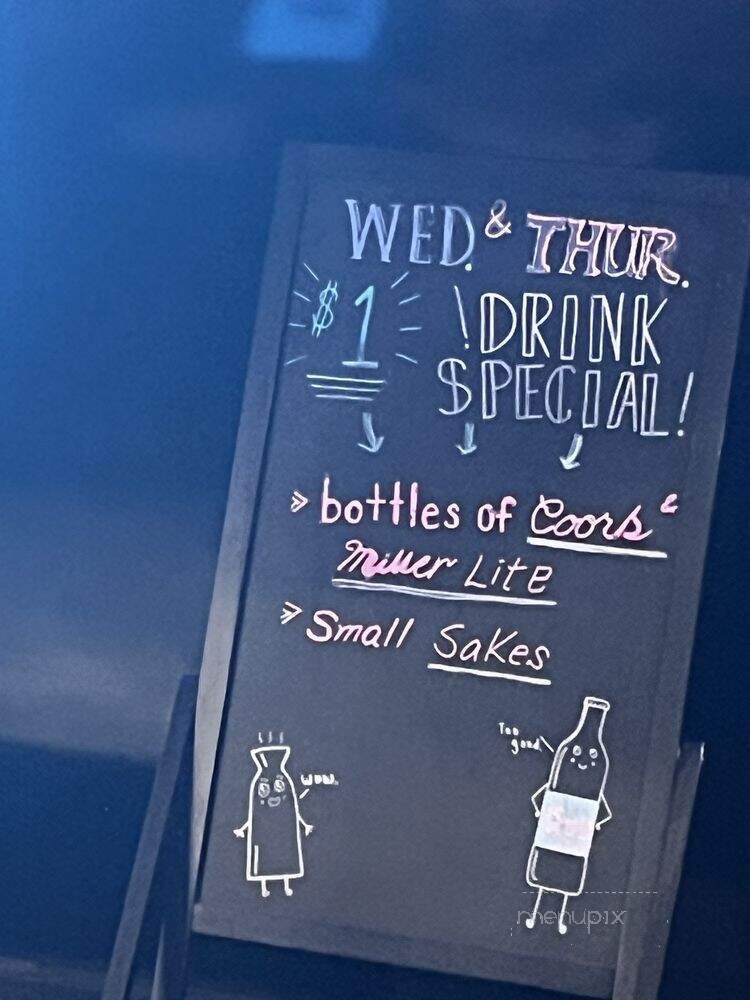 WED. & THUR.
$1 !DRINK
SPECIAL!
» bottles of Coors &
Miller Lite
» Small Sakes
wow.
Too
good.
menupix